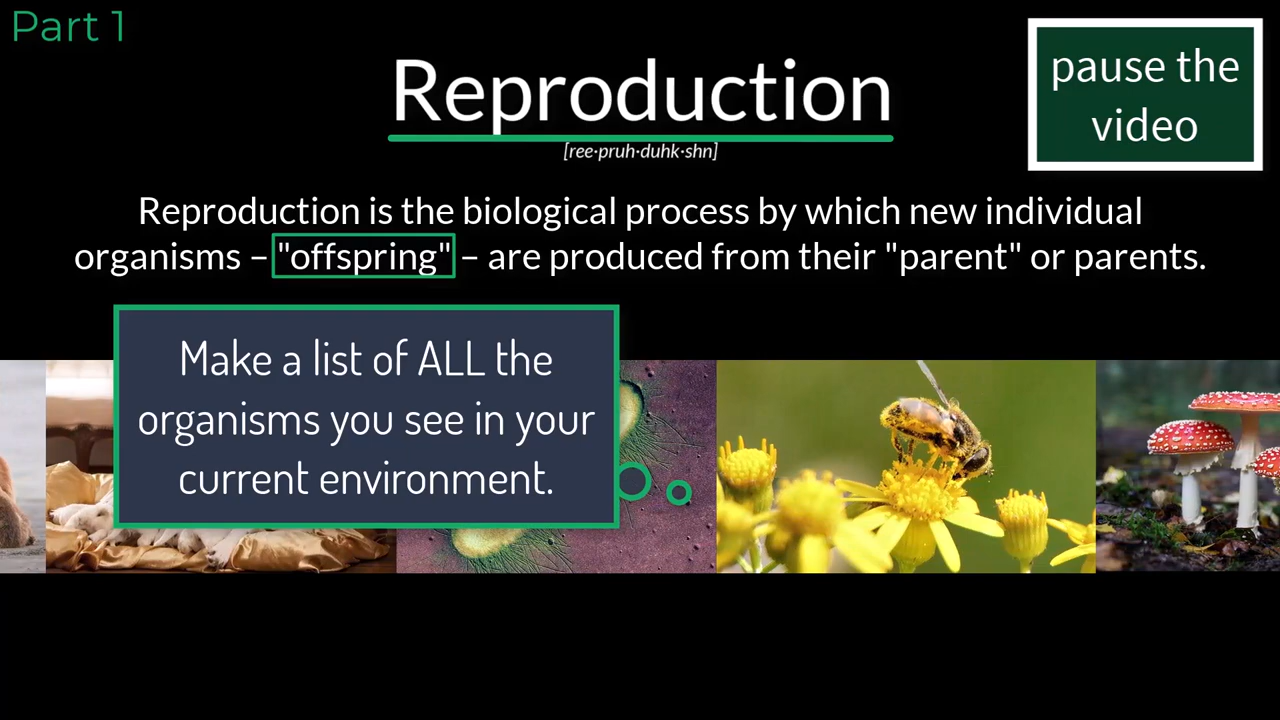 Part 1
pause the
video
Reproduction
[ree•pruh•duhk•shn]
Reproduction is the biological process by which new individual
organisms – "offspring" – are produced from their "parent" or parents.
Make a list of ALL the
organisms you see in your
current environment.